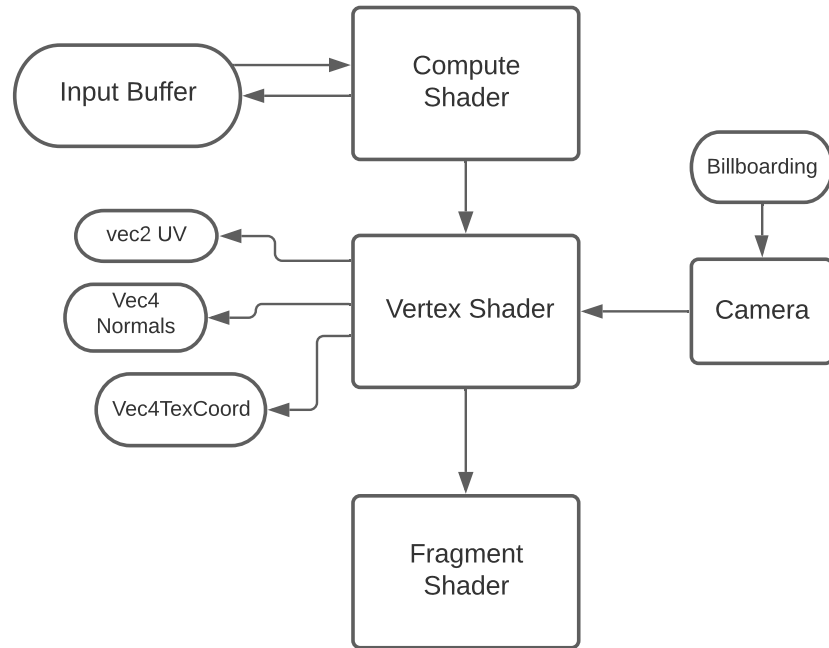 Input Buffer
Compute
Shader
Billboarding
vec2 UV
Vec4
Normals
Vertex Shader
Camera
Vec4TexCoord
Fragment
Shader